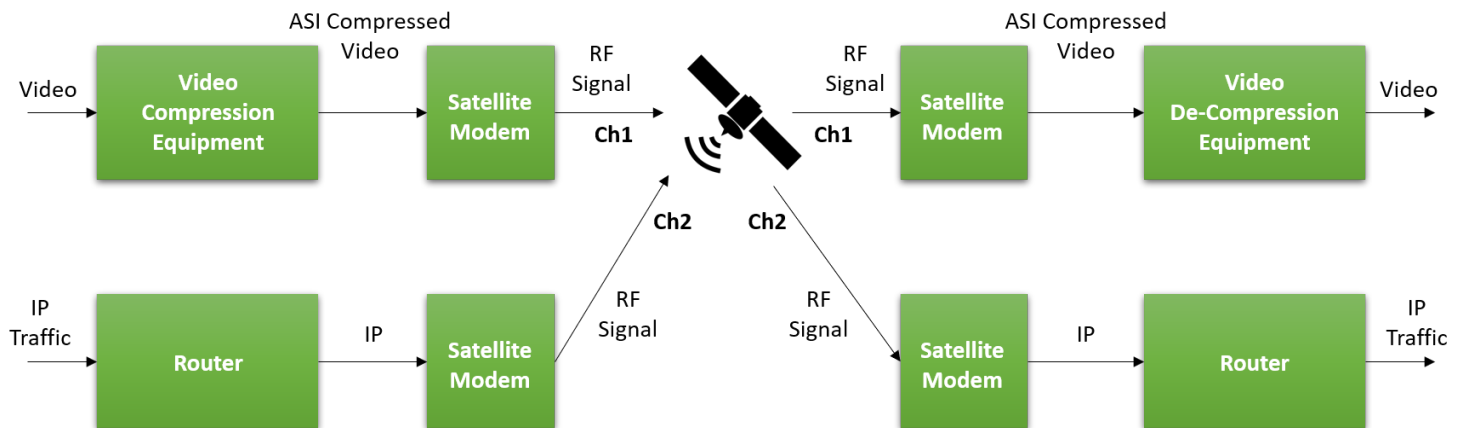 ASI Compressed
Video
ASI Compressed
Video
Video
Video
Compression
Equipment
Satellite
Modem
RF
Signal
Ch1
RF
Signal
Ch1
Satellite
Modem
Video
De-Compression
Equipment
Video
Ch2
Ch2
IP
Traffic
Router
IP
Satellite
Modem
RF
Signal
RF
Signal
Satellite
Modem
IP
Router
IP
Traffic